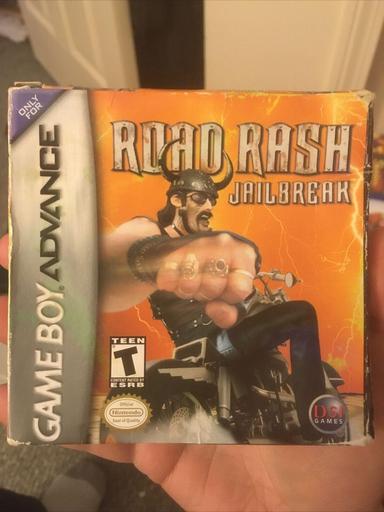 ONLY
FOR
GAME BOY ADVANCE
ROAD RASH
JAILBREAK
TEEN
T
CONTENT RATED BY
ESRB
Official
Nintendo
Seal of Quality
DSI
GAMES